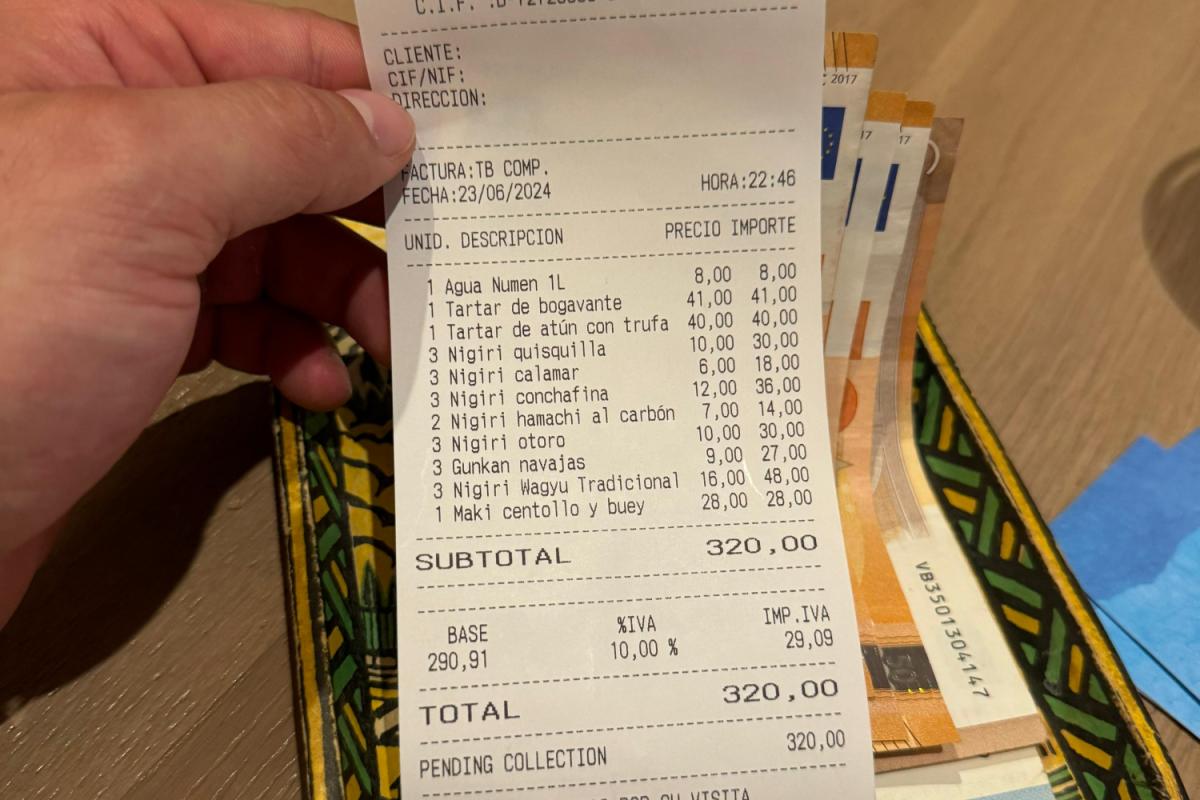 C.I.F.
CLIENTE:
CIF/NIF:
DIRECCION:
FACTURA:TB COMP.
FECHA:23/06/2024 HORA:22:46
UNID. DESCRIPCION PRECIO IMPORTE
1 Agua Numen 1L 8,00 8,00
1 Tartar de bogavante 41,00 41,00
1 Tartar de atún con trufa 40,00 40,00
3 Nigiri quisquilla 10,00 30,00
3 Nigiri calamar 6,00 18,00
3 Nigiri conchafina 12,00 36,00
2 Nigiri hamachi al carbón 7,00 14,00
3 Nigiri otoro 10,00 30,00
3 Gunkan navajas 9,00 27,00
3 Nigiri Wagyu Tradicional 16,00 48,00
1 Maki centollo y buey 28,00 28,00
SUBTOTAL 320,00
BASE %IVA IMP.IVA
290,91 10,00 % 29,09
TOTAL 320,00
PENDING COLLECTION 320,00
POR SU VISITA
2017
17
17
VB3501304147
50